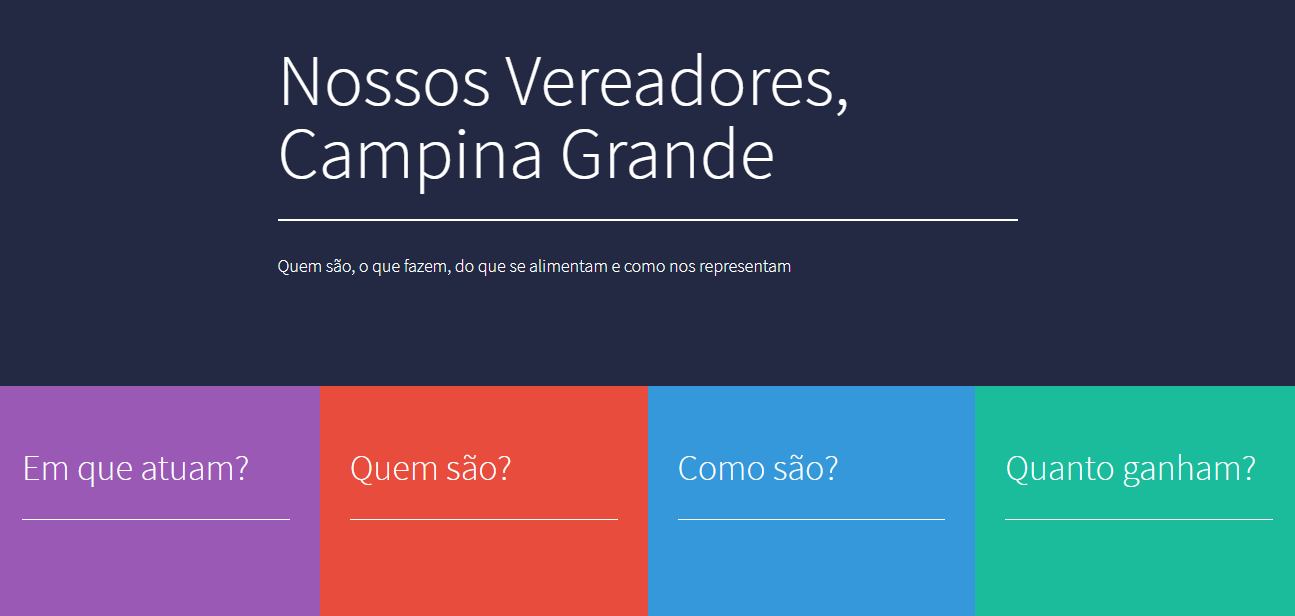 Nossos Vereadores,
Campina Grande
Quem são, o que fazem, do que se alimentam e como nos representam
Em que atuam?
Quem são?
Como são?
Quanto ganham?